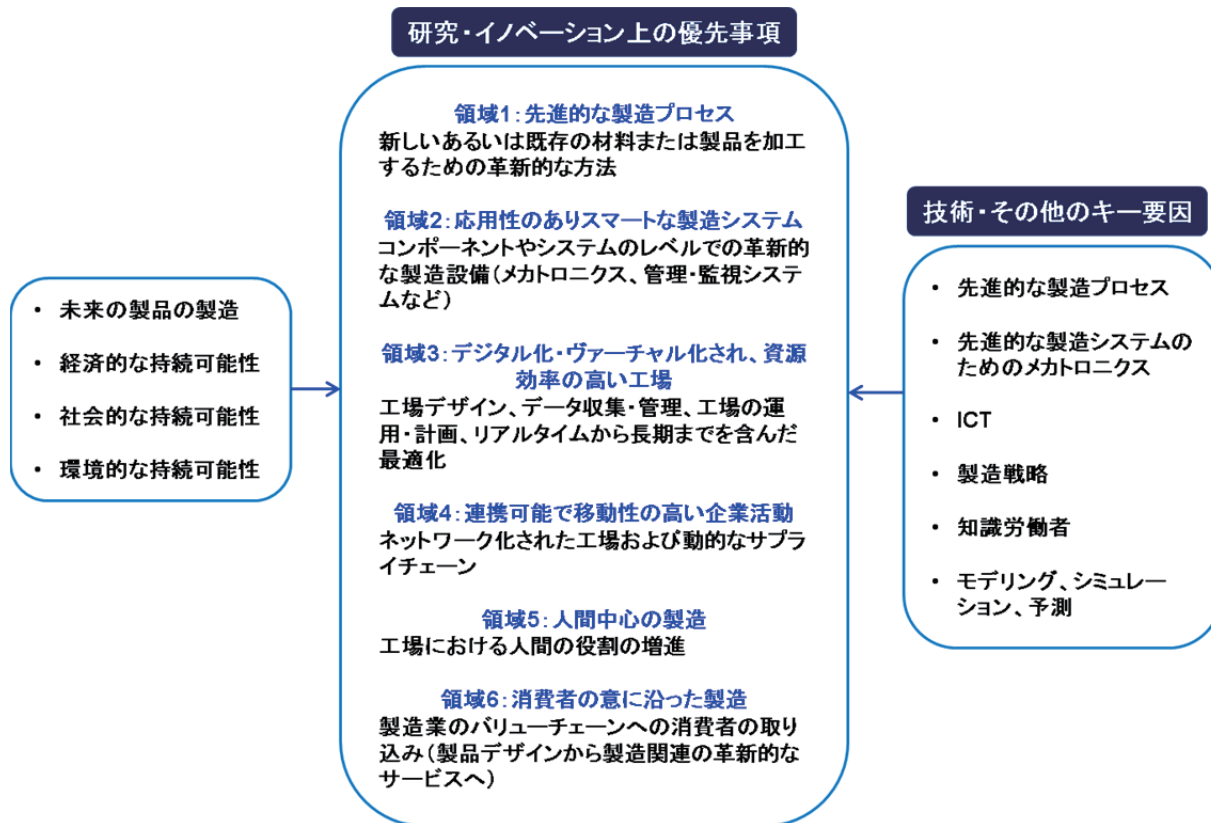 研究・イノベーション上の優先事項
領域1：先進的な製造プロセス
新しいあるいは既存の材料または製品を加工
するための革新的な方法
領域2：応用性のありスマートな製造システム
コンポーネントやシステムのレベルでの革新的
な製造設備(メカトロニクス、管理・監視システ
ムなど)
領域3：デジタル化・ヴァーチャル化され、資源
効率の高い工場
工場デザイン、データ収集・管理、工場の運
用・計画、リアルタイムから長期までを含んだ
最適化
領域4：連携可能で移動性の高い企業活動
ネットワーク化された工場および動的なサプラ
イチェーン
領域5：人間中心の製造
工場における人間の役割の増進
領域6：消費者の意に沿った製造
製造業のバリューチェーンへの消費者の取り
込み(製品デザインから製造関連の革新的な
サービスへ)
• 未来の製品の製造
• 経済的な持続可能性
• 社会的な持続可能性
• 環境的な持続可能性
技術・その他のキー要因
• 先進的な製造プロセス
• 先進的な製造システムの
ためのメカトロニクス
• ICT
• 製造戦略
• 知識労働者
• モデリング、シミュレー
ション、予測